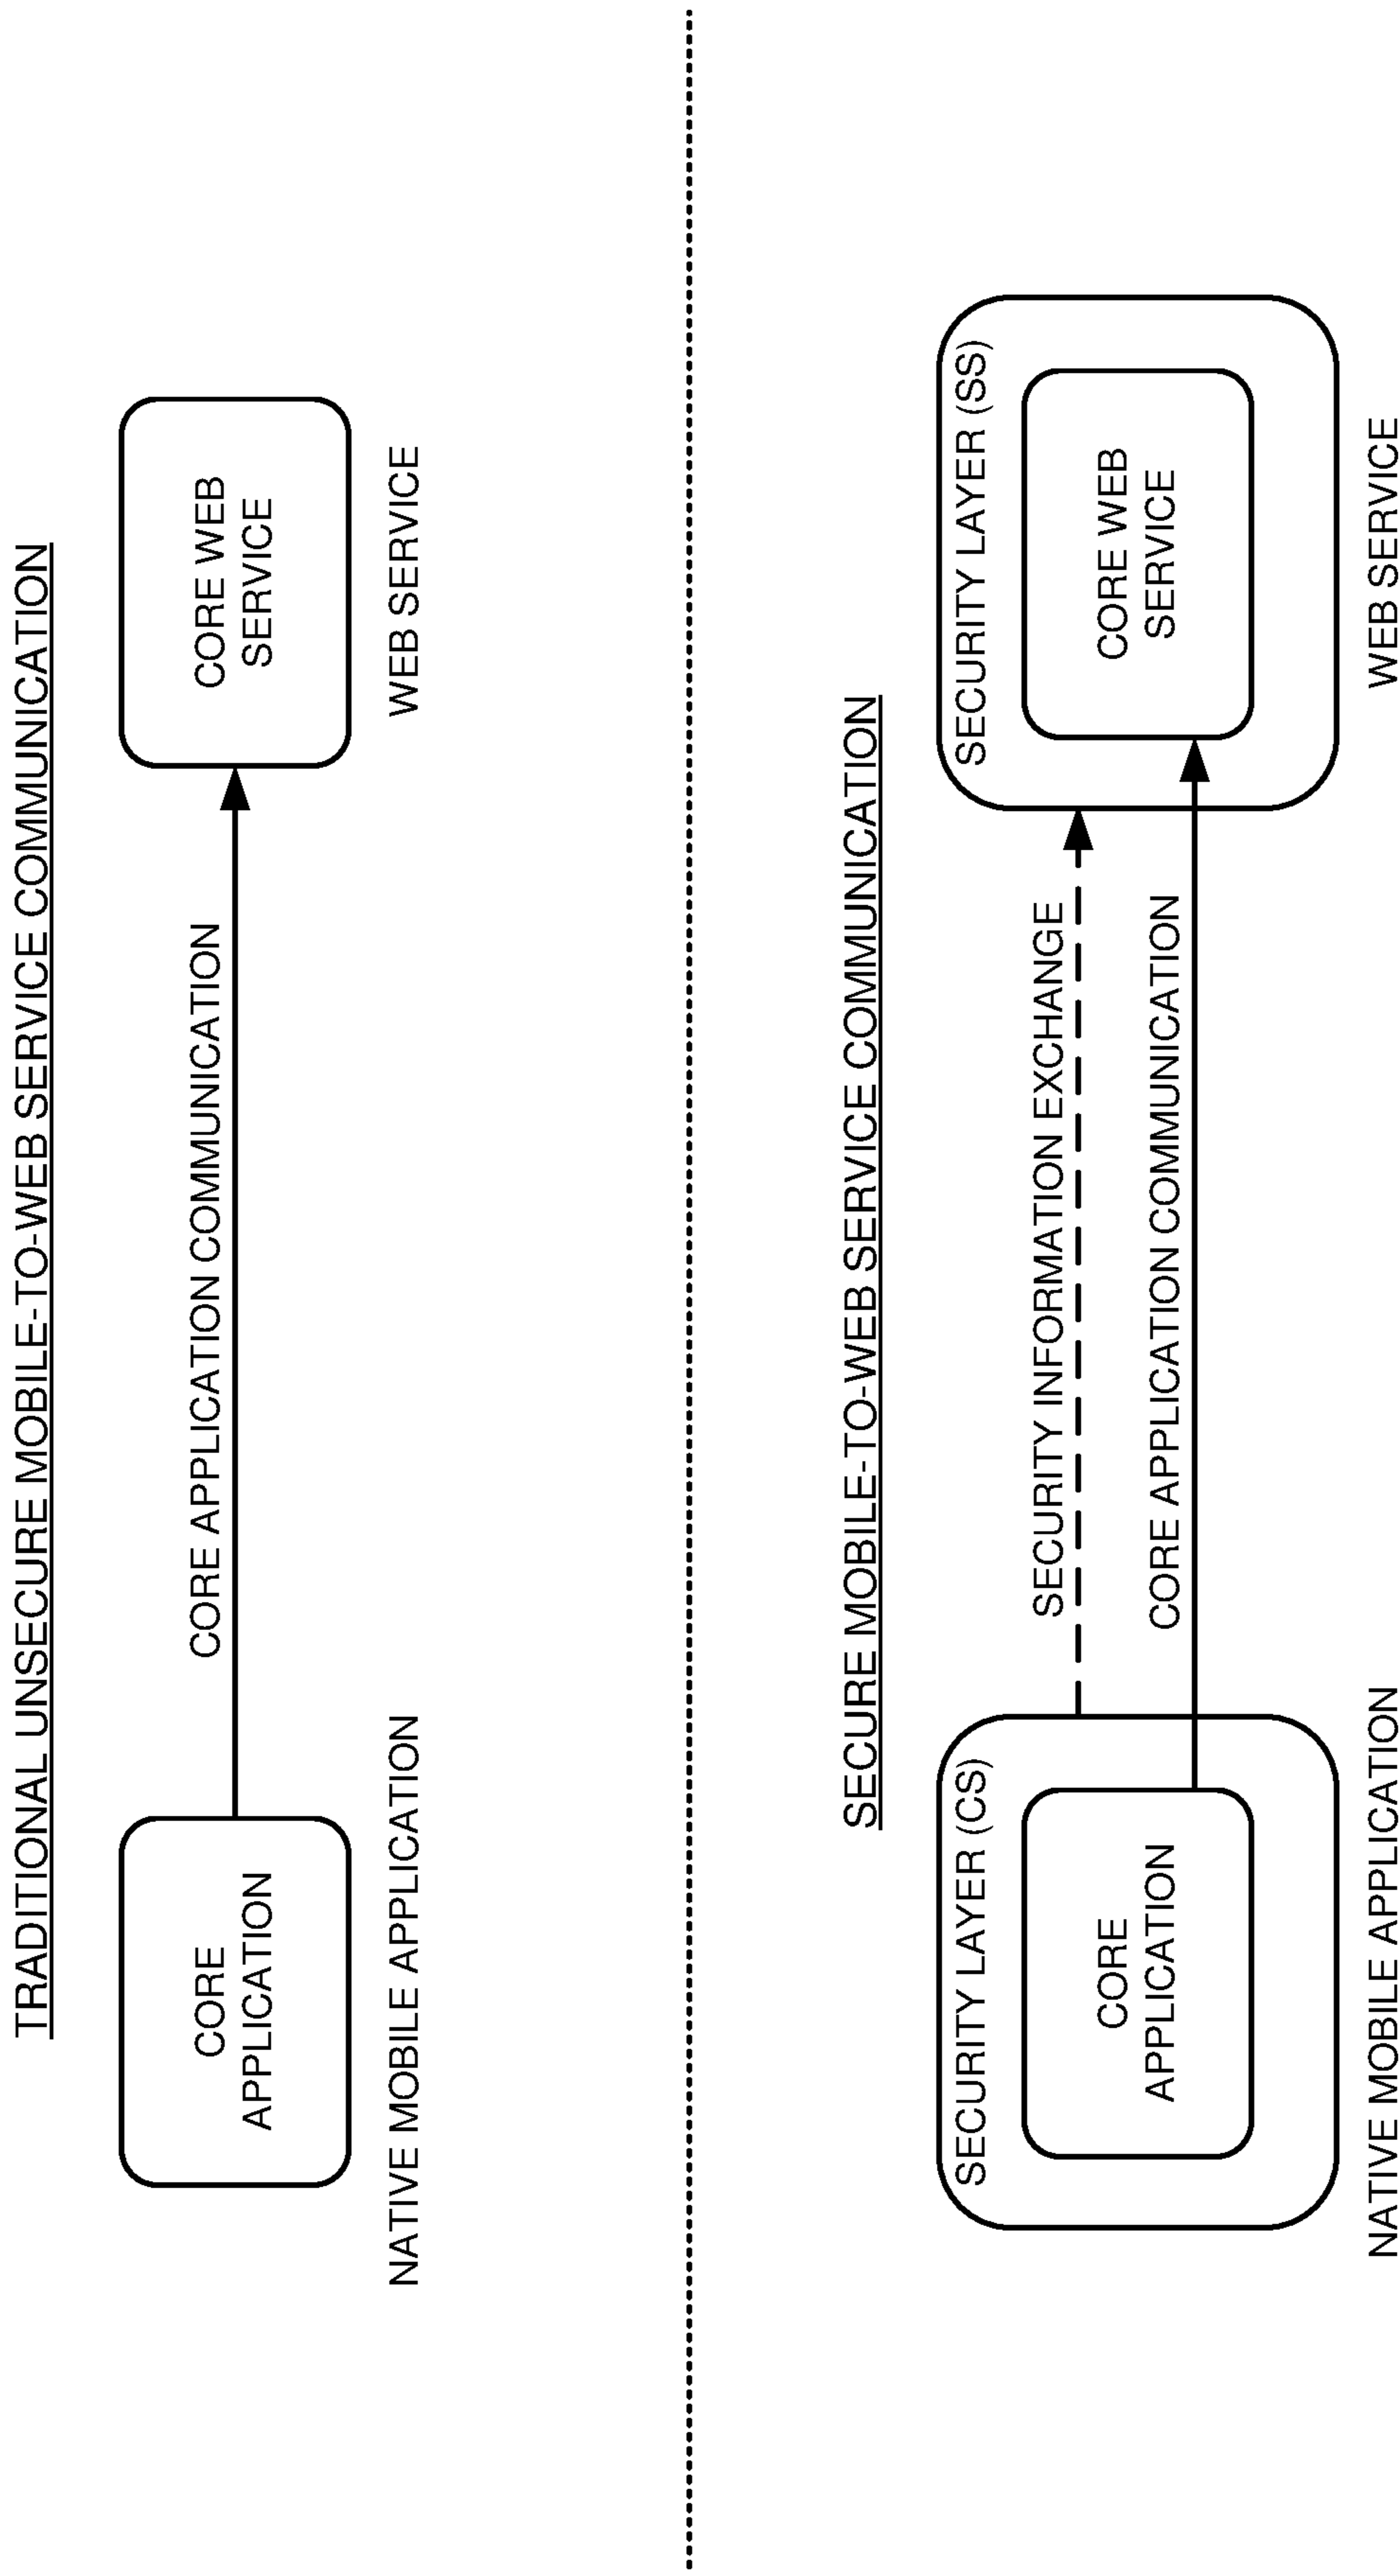 TRADITIONAL UNSECURE MOBILE-TO-WEB SERVICE COMMUNICATION
CORE
APPLICATION
CORE APPLICATION COMMUNICATION
CORE WEB
SERVICE
NATIVE MOBILE APPLICATION
WEB SERVICE
SECURE MOBILE-TO-WEB SERVICE COMMUNICATION
SECURITY LAYER (CS)
CORE
APPLICATION
SECURITY INFORMATION EXCHANGE
CORE APPLICATION COMMUNICATION
SECURITY LAYER (SS)
CORE WEB
SERVICE
NATIVE MOBILE APPLICATION
WEB SERVICE